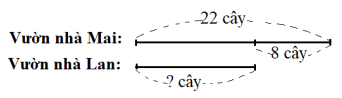 22 cây
Vườn nhà Mai:
8 cây
Vườn nhà Lan:
? cây